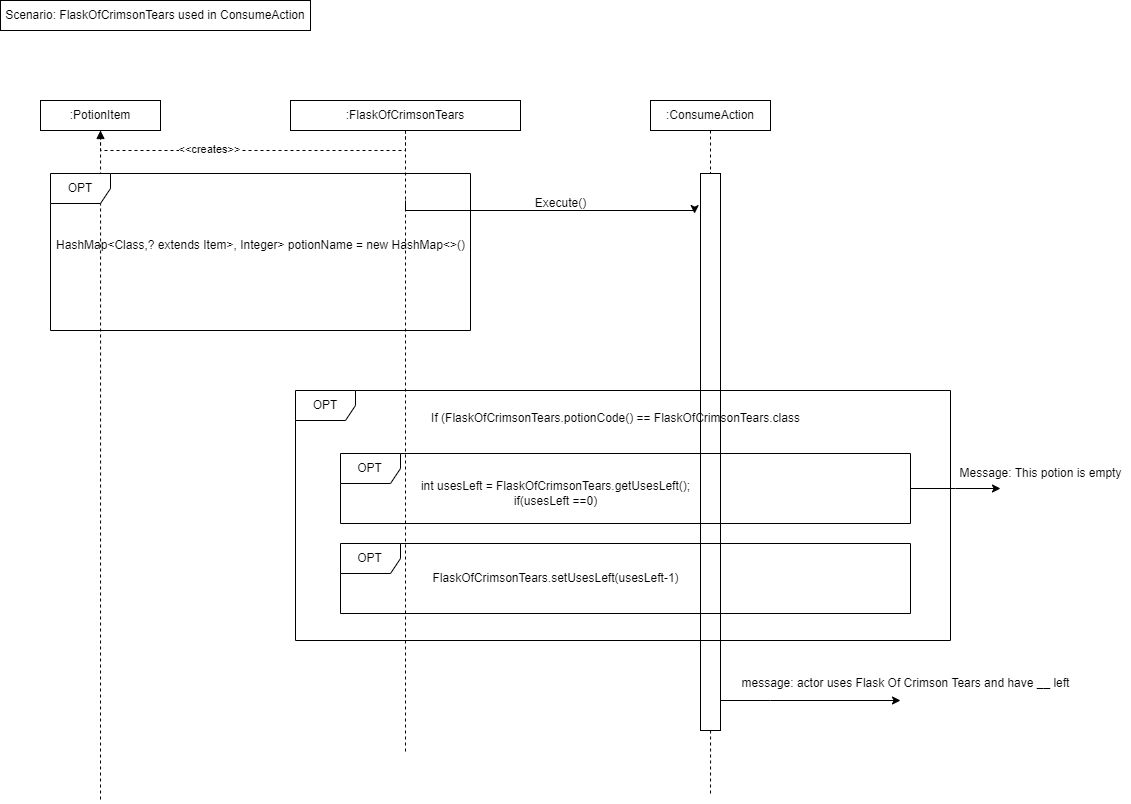 Scenario: FlaskOfCrimsonTears used in ConsumeAction
:PotionItem
:FlaskOfCrimsonTears
:ConsumeAction
<<creates>>
OPT
Execute()
HashMap<Class,? extends Item>, Integer> potionName = new HashMap<>()
OPT
If (FlaskOfCrimsonTears.potionCode() == FlaskOfCrimsonTears.class
OPT
int usesLeft = FlaskOfCrimsonTears.getUsesLeft();
if(usesLeft ==0)
Message: This potion is empty
OPT
FlaskOfCrimsonTears.setUsesLeft(usesLeft-1)
message: actor uses Flask Of Crimson Tears and have __ left